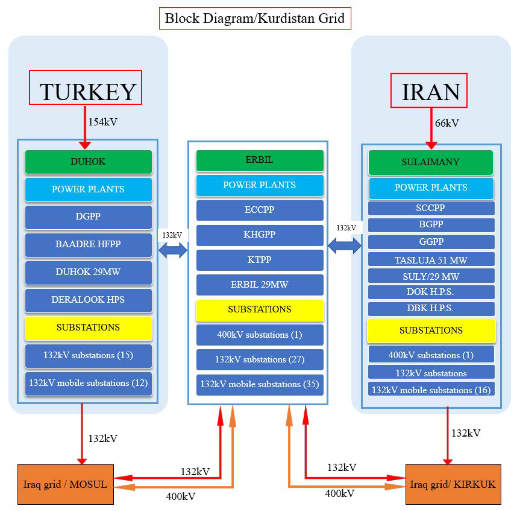 Block Diagram/Kurdistan Grid
TURKEY
154kV
DUHOK
POWER PLANTS
DGPP
BAADRE HFPP
DUHOK 29MW
DERALOOK HPS
SUBSTATIONS
132kV substations (15)
132kV mobile substations (12)
132kV
ERBIL
POWER PLANTS
ECCPP
KHGPP
KTPP
ERBIL 29MW
SUBSTATIONS
400kV substations (1)
132kV substations (27)
132kV mobile substations (35)
132kV
IRAN
66kV
SULAIMANY
POWER PLANTS
SCCPP
BGPP
GGPP
TASLUJA 51 MW
SULY/29 MW
DOK H.P.S.
DBK H.P.S.
SUBSTATIONS
400kV substations (1)
132kV substations
132kV mobile substations (16)
132kV
132kV
Iraq grid / MOSUL
132kV
400kV
132kV
400kV
Iraq grid/ KIRKUK